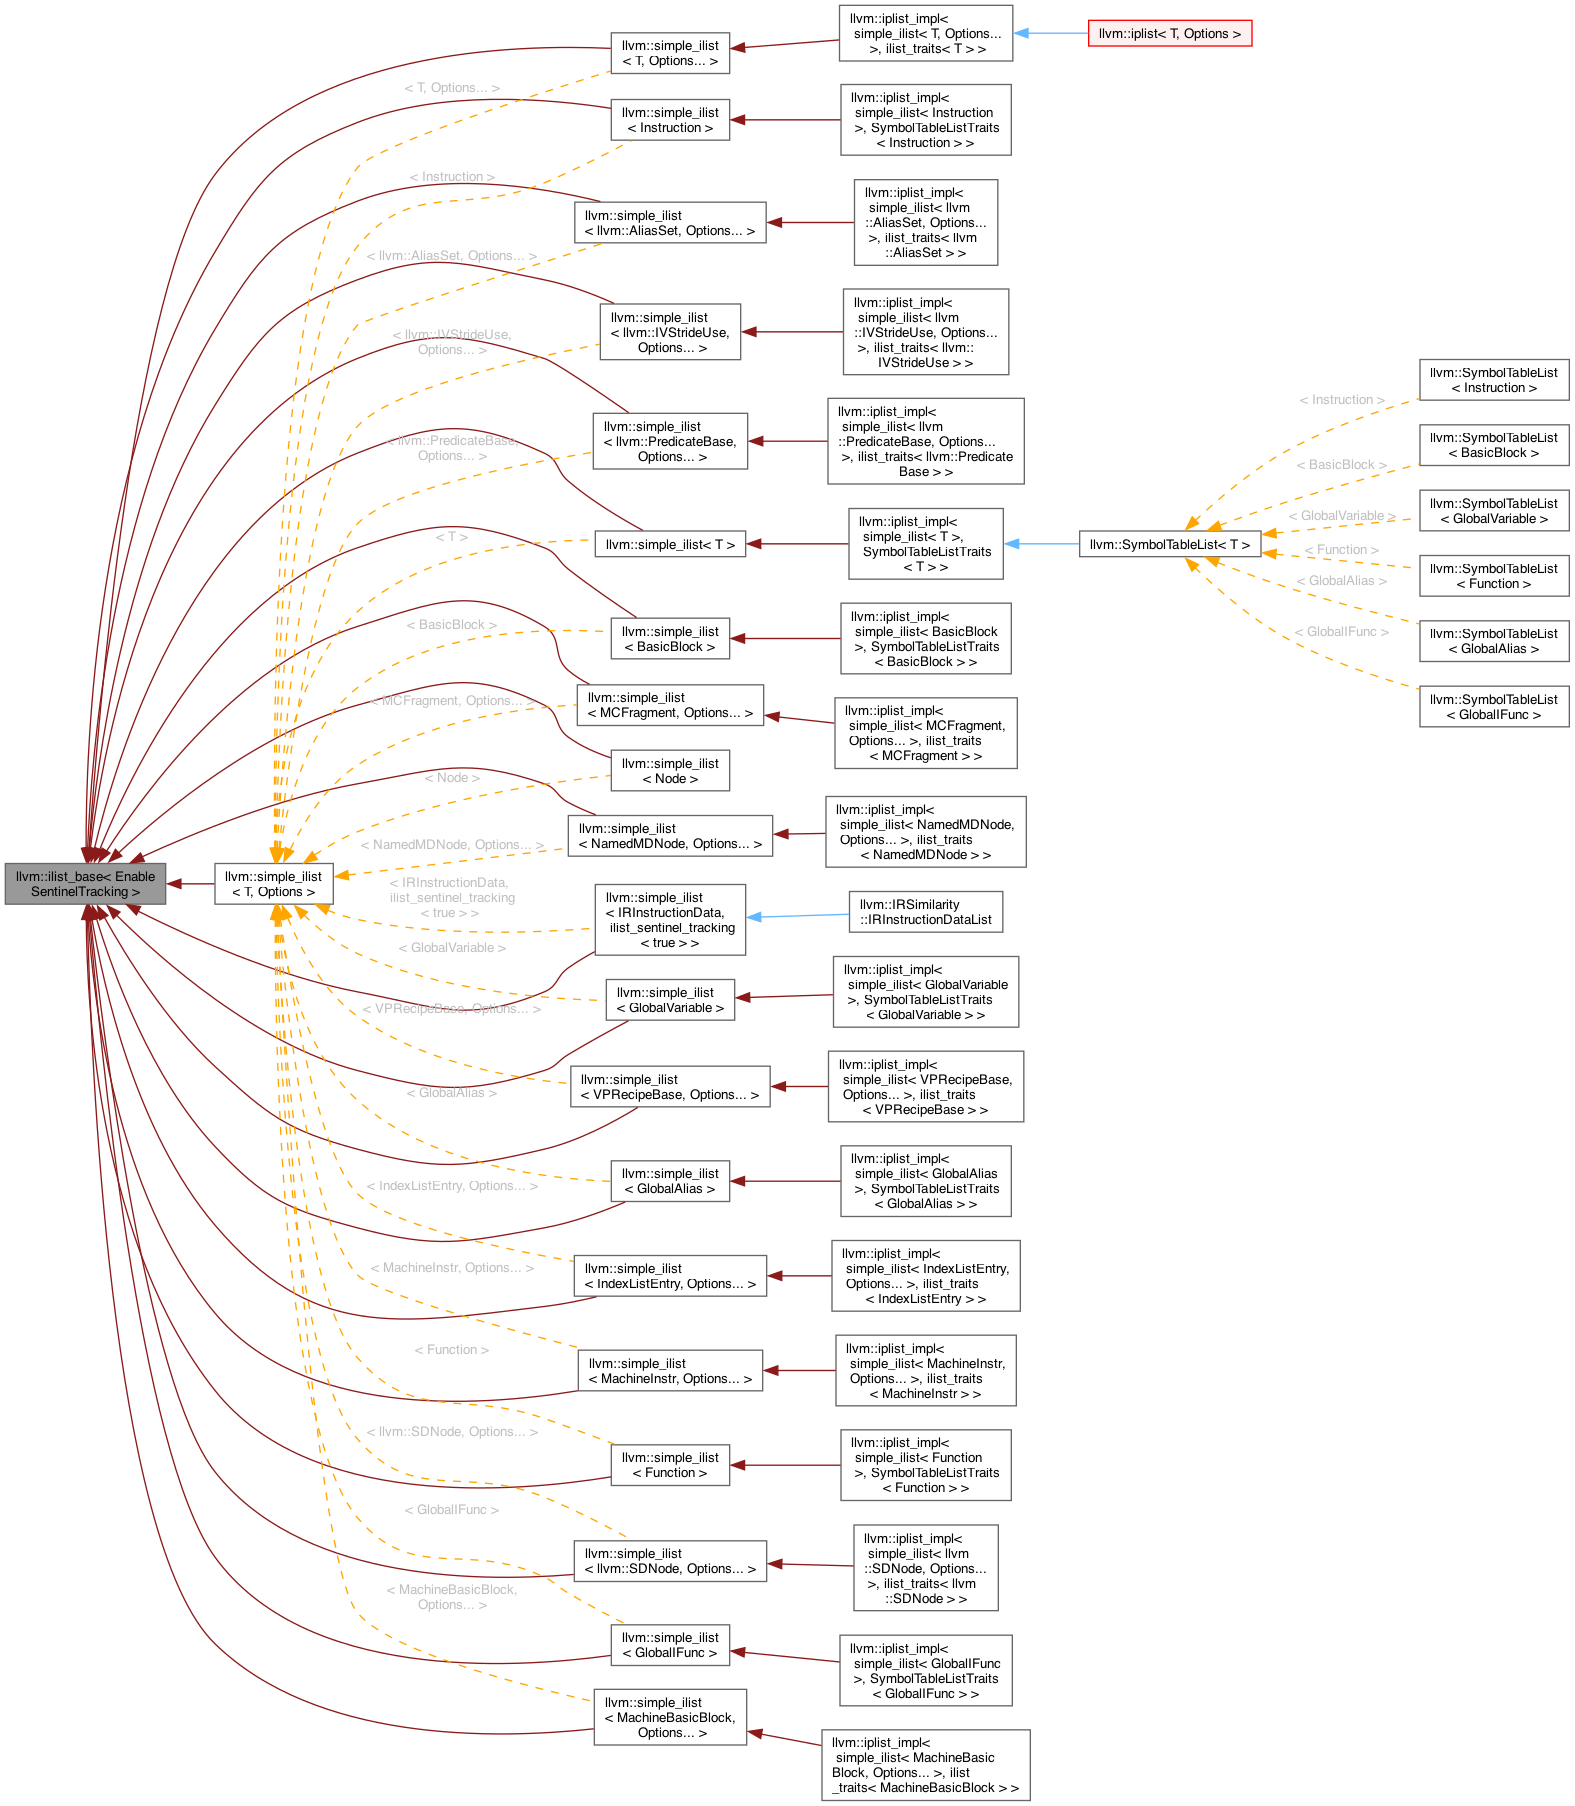 llvm::ilist_base< Enable
SentinelTracking >
llvm::simple_ilist
< T, Options >
< T, Options... >
< Instruction >
< llvm::AliasSet, Options... >
< llvm::IVStrideUse,
Options... >
< llvm::PredicateBase,
Options... >
< T >
< BasicBlock >
< MCFragment, Options... >
< Node >
< NamedMDNode, Options... >
< IRInstructionData,
ilist_sentinel_tracking
< true > >
< GlobalVariable >
< VPRecipeBase, Options... >
< GlobalAlias >
< IndexListEntry, Options... >
< MachineInstr, Options... >
< Function >
< llvm::SDNode, Options... >
< GlobalIFunc >
< MachineBasicBlock,
Options... >
llvm::simple_ilist
< T, Options... >
llvm::simple_ilist
< Instruction >
llvm::simple_ilist
< llvm::AliasSet, Options... >
llvm::simple_ilist
< llvm::IVStrideUse,
Options... >
llvm::simple_ilist
< llvm::PredicateBase,
Options... >
llvm::simple_ilist< T >
llvm::simple_ilist
< BasicBlock >
llvm::simple_ilist
< MCFragment, Options... >
llvm::simple_ilist
< Node >
llvm::simple_ilist
< NamedMDNode, Options... >
llvm::simple_ilist
< IRInstructionData,
ilist_sentinel_tracking
< true > >
llvm::simple_ilist
< GlobalVariable >
llvm::simple_ilist
< VPRecipeBase, Options... >
llvm::simple_ilist
< GlobalAlias >
llvm::simple_ilist
< IndexListEntry, Options... >
llvm::simple_ilist
< MachineInstr, Options... >
llvm::simple_ilist
< Function >
llvm::simple_ilist
< llvm::SDNode, Options... >
llvm::simple_ilist
< GlobalIFunc >
llvm::simple_ilist
< MachineBasicBlock,
Options... >
llvm::iplist_impl<
simple_ilist< T, Options...
>, ilist_traits< T > >
llvm::iplist_impl<
simple_ilist< Instruction
>, SymbolTableListTraits
< Instruction > >
llvm::iplist_impl<
simple_ilist< llvm
::AliasSet, Options...
>, ilist_traits< llvm
::AliasSet > >
llvm::iplist_impl<
simple_ilist< llvm
::IVStrideUse, Options...
>, ilist_traits< llvm::
IVStrideUse > >
llvm::iplist_impl<
simple_ilist< llvm
::PredicateBase, Options...
>, ilist_traits< llvm::Predicate
Base > >
llvm::iplist_impl<
simple_ilist< T >,
SymbolTableListTraits
< T > >
llvm::iplist_impl<
simple_ilist< BasicBlock
>, SymbolTableListTraits
< BasicBlock > >
llvm::iplist_impl<
simple_ilist< MCFragment,
Options... >, ilist_traits
< MCFragment > >
llvm::iplist_impl<
simple_ilist< NamedMDNode,
Options... >, ilist_traits
< NamedMDNode > >
llvm::IRSimilarity
::IRInstructionDataList
llvm::iplist_impl<
simple_ilist< GlobalVariable
>, SymbolTableListTraits
< GlobalVariable > >
llvm::iplist_impl<
simple_ilist< VPRecipeBase,
Options... >, ilist_traits
< VPRecipeBase > >
llvm::iplist_impl<
simple_ilist< GlobalAlias
>, SymbolTableListTraits
< GlobalAlias > >
llvm::iplist_impl<
simple_ilist< IndexListEntry,
Options... >, ilist_traits
< IndexListEntry > >
llvm::iplist_impl<
simple_ilist< MachineInstr,
Options... >, ilist_traits
< MachineInstr > >
llvm::iplist_impl<
simple_ilist< Function
>, SymbolTableListTraits
< Function > >
llvm::iplist_impl<
simple_ilist< llvm
::SDNode, Options...
>, ilist_traits< llvm
::SDNode > >
llvm::iplist_impl<
simple_ilist< GlobalIFunc
>, SymbolTableListTraits
< GlobalIFunc > >
llvm::iplist_impl<
simple_ilist< MachineBasic
Block, Options... >, ilist
_traits< MachineBasicBlock > >
llvm::iplist< T, Options >
llvm::SymbolTableList< T >
< Instruction >
< BasicBlock >
< GlobalVariable >
< Function >
< GlobalAlias >
< GlobalIFunc >
llvm::SymbolTableList
< Instruction >
llvm::SymbolTableList
< BasicBlock >
llvm::SymbolTableList
< GlobalVariable >
llvm::SymbolTableList
< Function >
llvm::SymbolTableList
< GlobalAlias >
llvm::SymbolTableList
< GlobalIFunc >